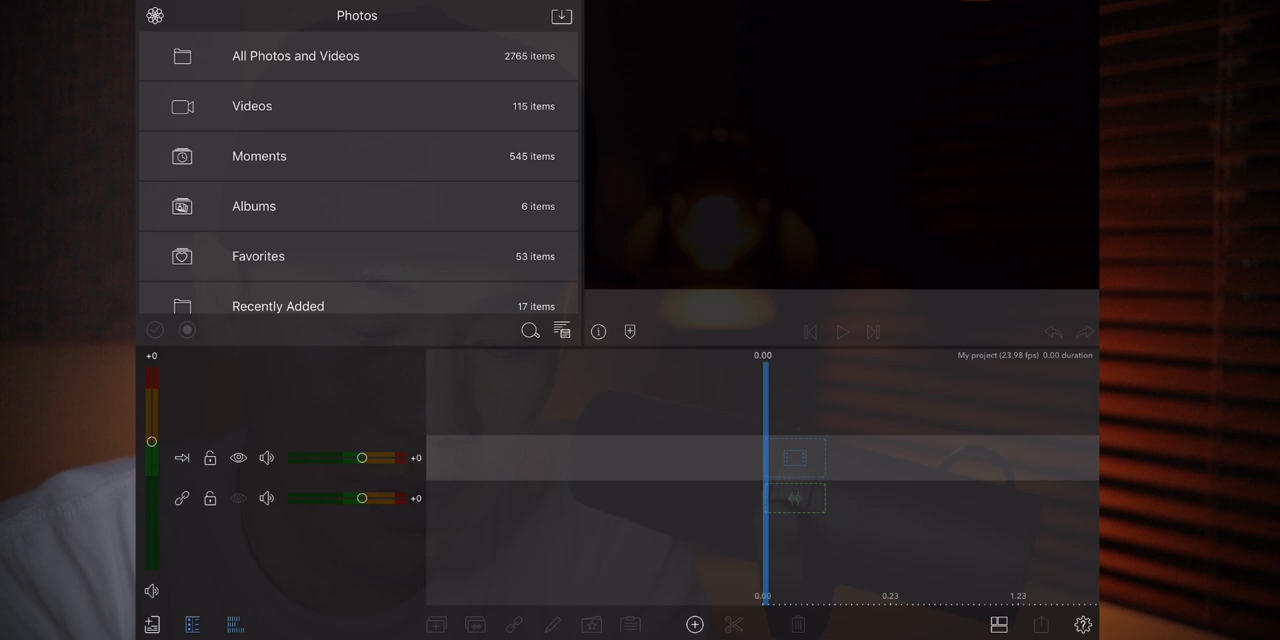 Photos
All Photos and Videos 2765 items
Videos 115 items
Moments 545 items
Albums 6 items
Favorites 53 items
Recently Added 17 items
+0
0.00
My project (23.98 fps) 0.00 duration
+0
+0
0.00 0.23 1.23